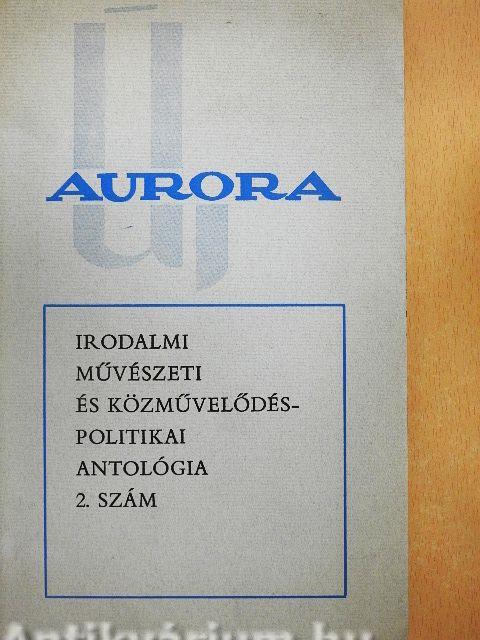 Új
AURORA
IRODALMI
MŰVÉSZETI
ÉS KÖZMŰVELŐDÉS-
POLITIKAI
ANTOLÓGIA
2. SZÁM
Antikvárium.hu